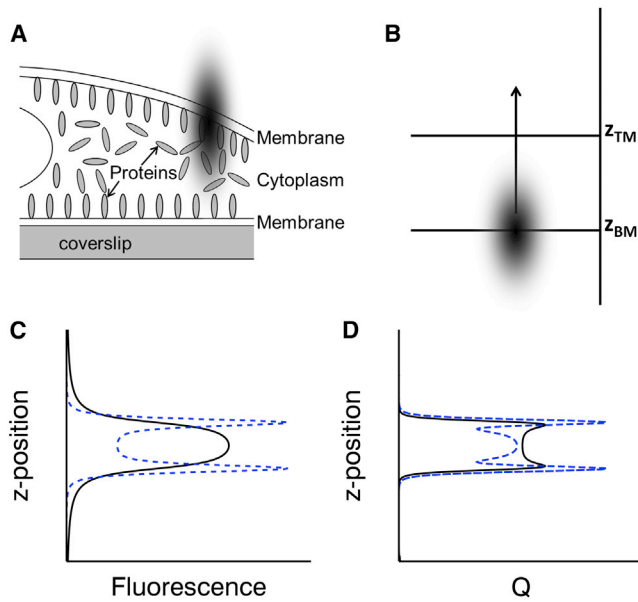 A
Membrane
Proteins
Cytoplasm
Membrane
coverslip
B
zTM
zBM
C
z-position
Fluorescence
D
z-position
Q